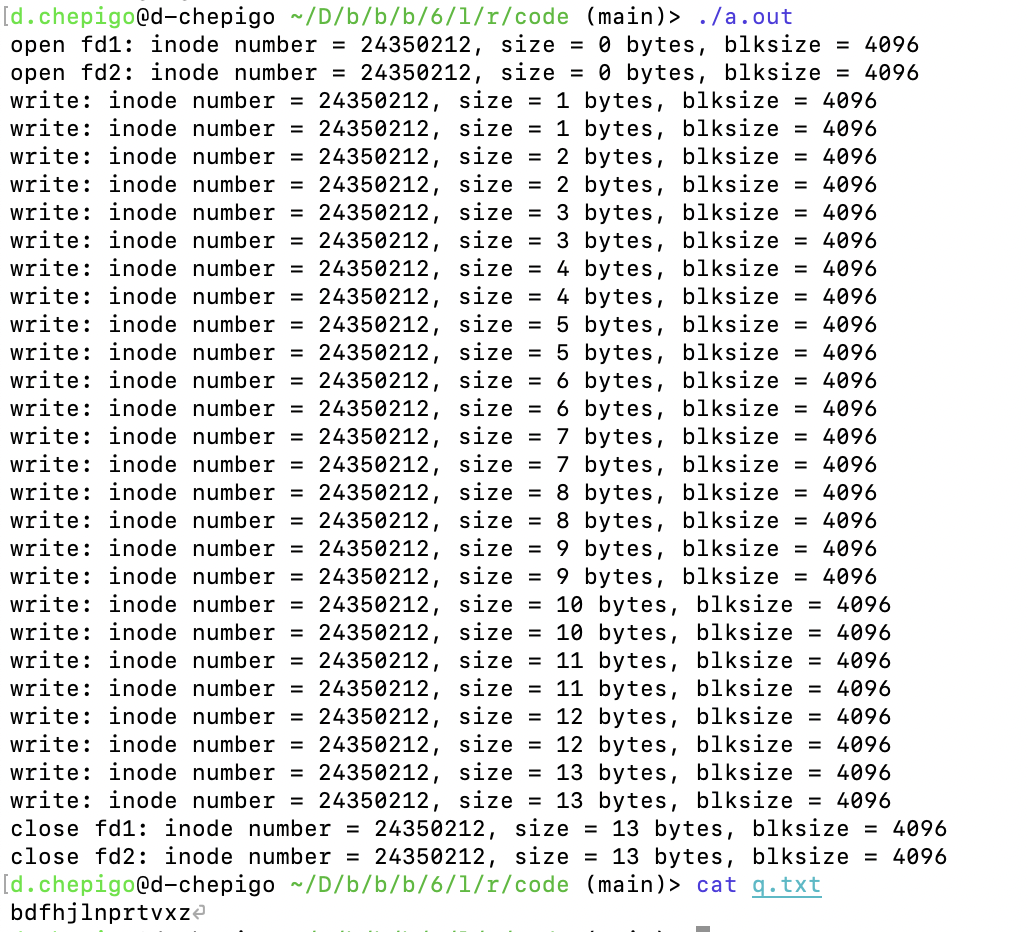 [d.chepigo@d-chepigo ~/D/b/b/b/6/l/r/code (main)> ./a.out
open fd1: inode number = 24350212, size = 0 bytes, blksize = 4096
open fd2: inode number = 24350212, size = 0 bytes, blksize = 4096
write: inode number = 24350212, size = 1 bytes, blksize = 4096
write: inode number = 24350212, size = 1 bytes, blksize = 4096
write: inode number = 24350212, size = 2 bytes, blksize = 4096
write: inode number = 24350212, size = 2 bytes, blksize = 4096
write: inode number = 24350212, size = 3 bytes, blksize = 4096
write: inode number = 24350212, size = 3 bytes, blksize = 4096
write: inode number = 24350212, size = 4 bytes, blksize = 4096
write: inode number = 24350212, size = 4 bytes, blksize = 4096
write: inode number = 24350212, size = 5 bytes, blksize = 4096
write: inode number = 24350212, size = 5 bytes, blksize = 4096
write: inode number = 24350212, size = 6 bytes, blksize = 4096
write: inode number = 24350212, size = 6 bytes, blksize = 4096
write: inode number = 24350212, size = 7 bytes, blksize = 4096
write: inode number = 24350212, size = 7 bytes, blksize = 4096
write: inode number = 24350212, size = 8 bytes, blksize = 4096
write: inode number = 24350212, size = 8 bytes, blksize = 4096
write: inode number = 24350212, size = 9 bytes, blksize = 4096
write: inode number = 24350212, size = 9 bytes, blksize = 4096
write: inode number = 24350212, size = 10 bytes, blksize = 4096
write: inode number = 24350212, size = 10 bytes, blksize = 4096
write: inode number = 24350212, size = 11 bytes, blksize = 4096
write: inode number = 24350212, size = 11 bytes, blksize = 4096
write: inode number = 24350212, size = 12 bytes, blksize = 4096
write: inode number = 24350212, size = 12 bytes, blksize = 4096
write: inode number = 24350212, size = 13 bytes, blksize = 4096
write: inode number = 24350212, size = 13 bytes, blksize = 4096
close fd1: inode number = 24350212, size = 13 bytes, blksize = 4096
close fd2: inode number = 24350212, size = 13 bytes, blksize = 4096
[d.chepigo@d-chepigo ~/D/b/b/b/6/l/r/code (main)> cat q.txt
bdfhjlnprtvxz⏎